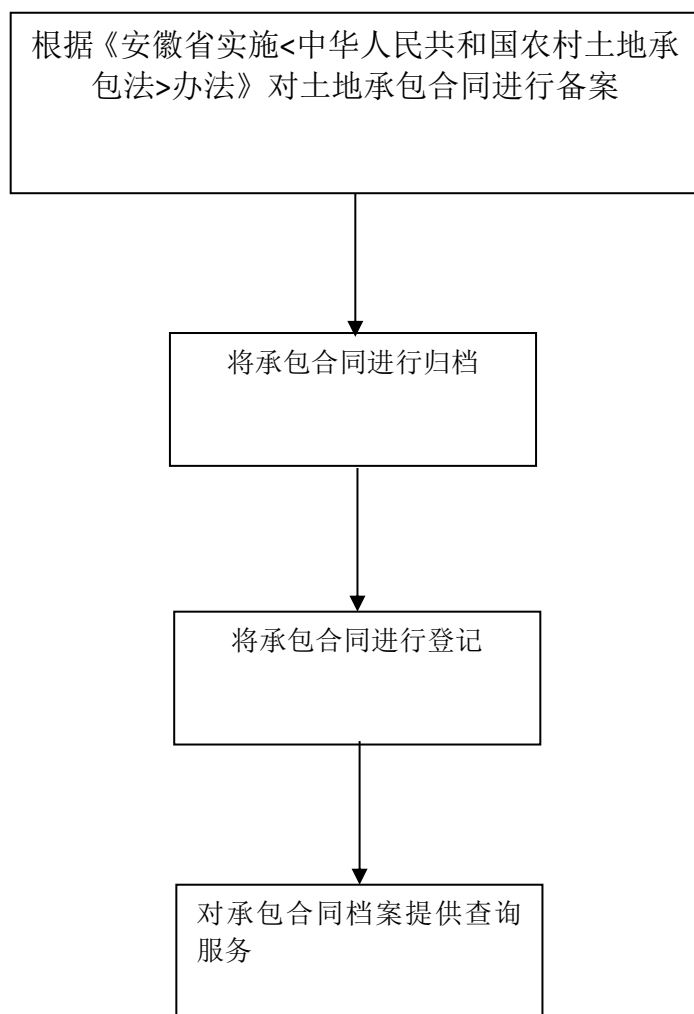 根据《安徽省实施<中华人民共和国农村土地承
包法>办法》对土地承包合同进行备案
将承包合同进行归档
将承包合同进行登记
对承包合同档案提供查询
服务